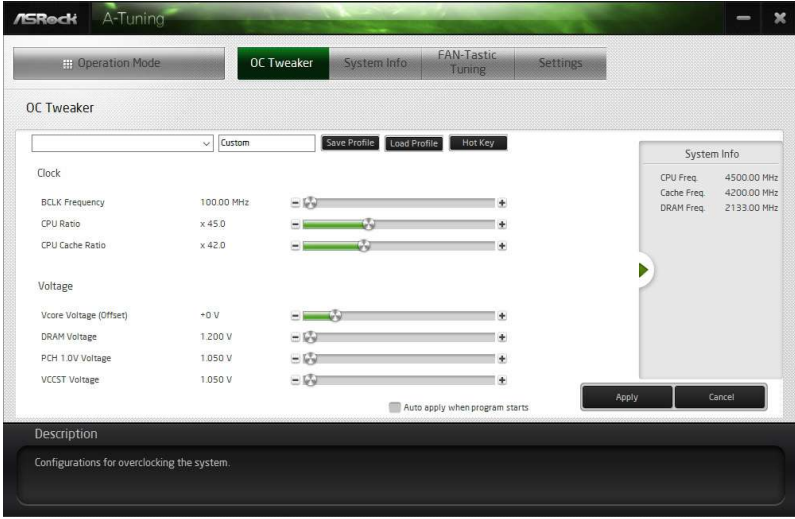 ASRock A-Tuning
Operation Mode OC Tweaker System Info FAN-Tastic Tuning Settings
OC Tweaker
Custom Save Profile Load Profile Hot Key
System Info
Clock
CPU Freq. 4500.00 MHz
Cache Freq. 4200.00 MHz
DRAM Freq. 2133.00 MHz
BCLK Frequency 100.00 MHz
CPU Ratio x 45.0
CPU Cache Ratio x 42.0
Voltage
Vcore Voltage (Offset) +0 V
DRAM Voltage 1.200 V
PCH 1.0V Voltage 1.050 V
VCCST Voltage 1.050 V
Auto apply when program starts
Apply Cancel
Description
Configurations for overclocking the system.